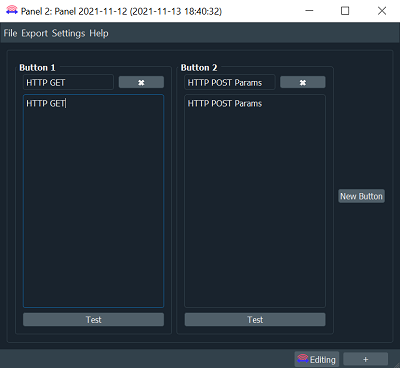 Panel 2: Panel 2021-11-12 (2021-11-13 18:40:32)
File Export Settings Help
Button 1
HTTP GET
HTTP GET
Test
Button 2
HTTP POST Params
HTTP POST Params
Test
New Button
Editing
+